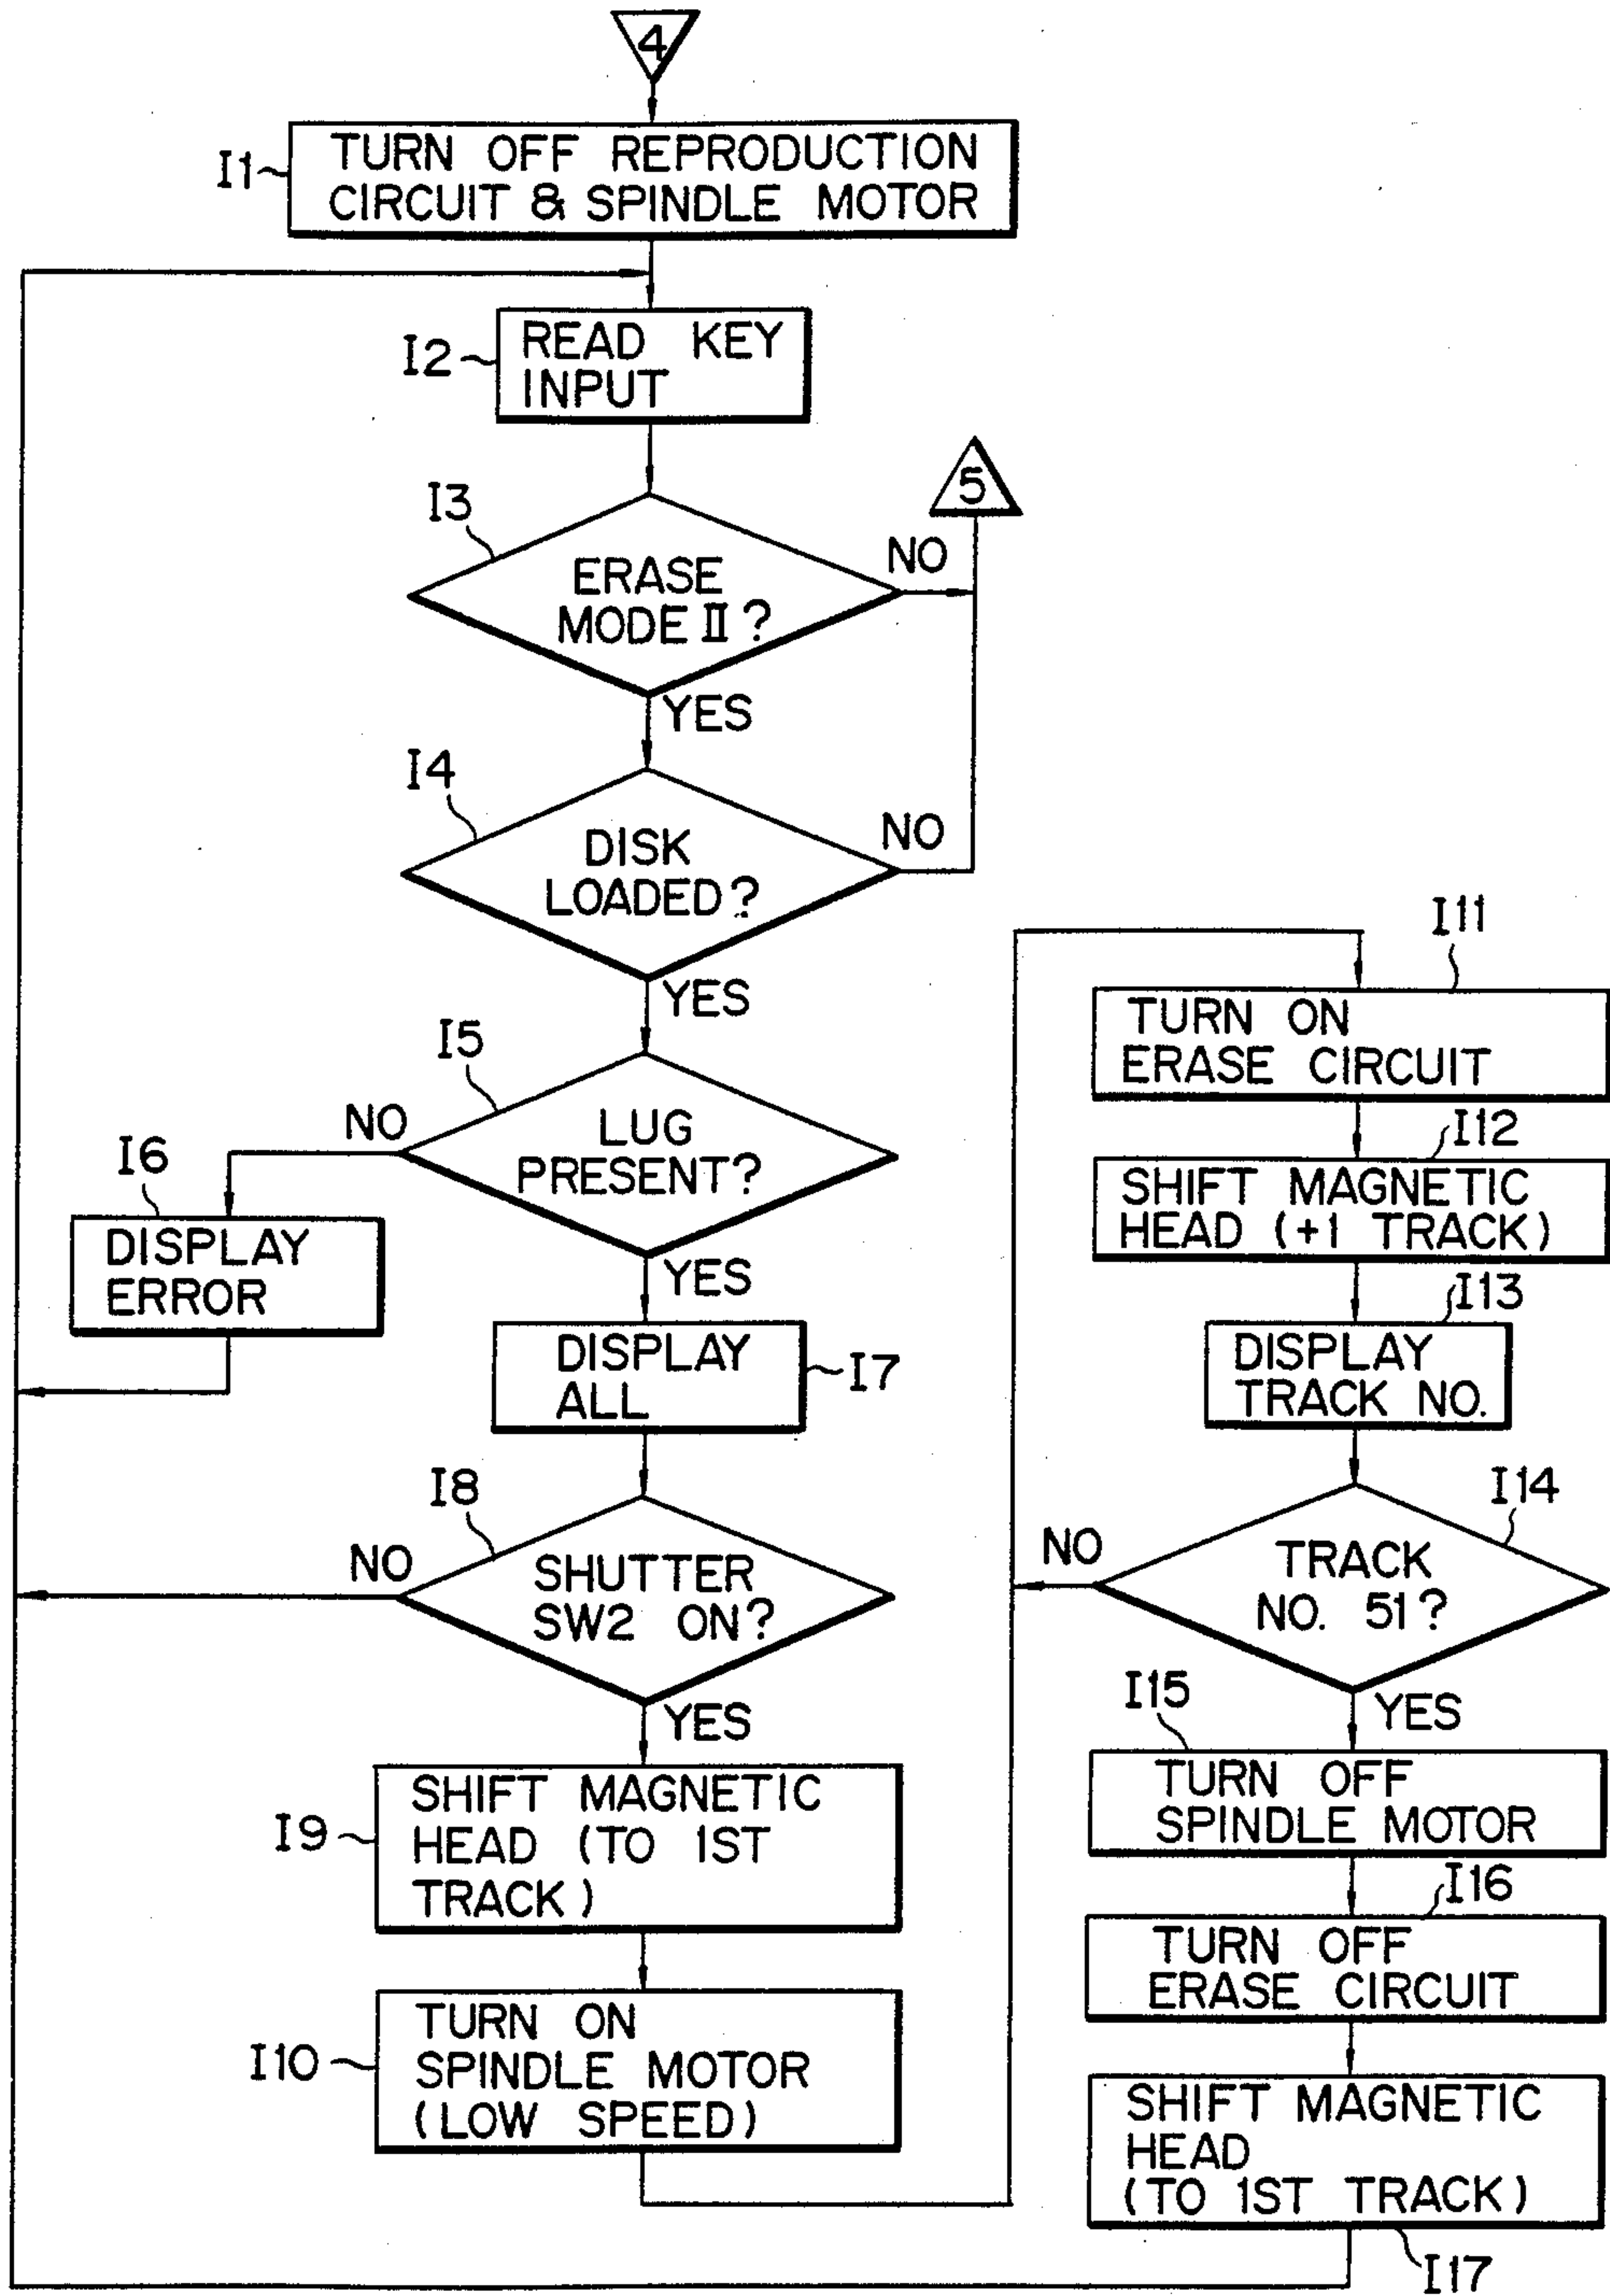 4
I1
TURN OFF REPRODUCTION
CIRCUIT & SPINDLE MOTOR
I2
READ KEY
INPUT
5
I3
ERASE
MODE II?
NO
YES
I4
DISK
LOADED?
NO
YES
I5
LUG
PRESENT?
NO
YES
I6
DISPLAY
ERROR
DISPLAY
ALL
I7
I8
SHUTTER
SW2 ON?
NO
YES
I9
SHIFT MAGNETIC
HEAD (TO 1ST
TRACK)
I10
TURN ON
SPINDLE MOTOR
(LOW SPEED)
I11
TURN ON
ERASE CIRCUIT
I12
SHIFT MAGNETIC
HEAD (+1 TRACK)
I13
DISPLAY
TRACK NO.
I14
TRACK
NO. 51?
NO
YES
I15
TURN OFF
SPINDLE MOTOR
I16
TURN OFF
ERASE CIRCUIT
SHIFT MAGNETIC
HEAD
(TO 1ST TRACK)
I17